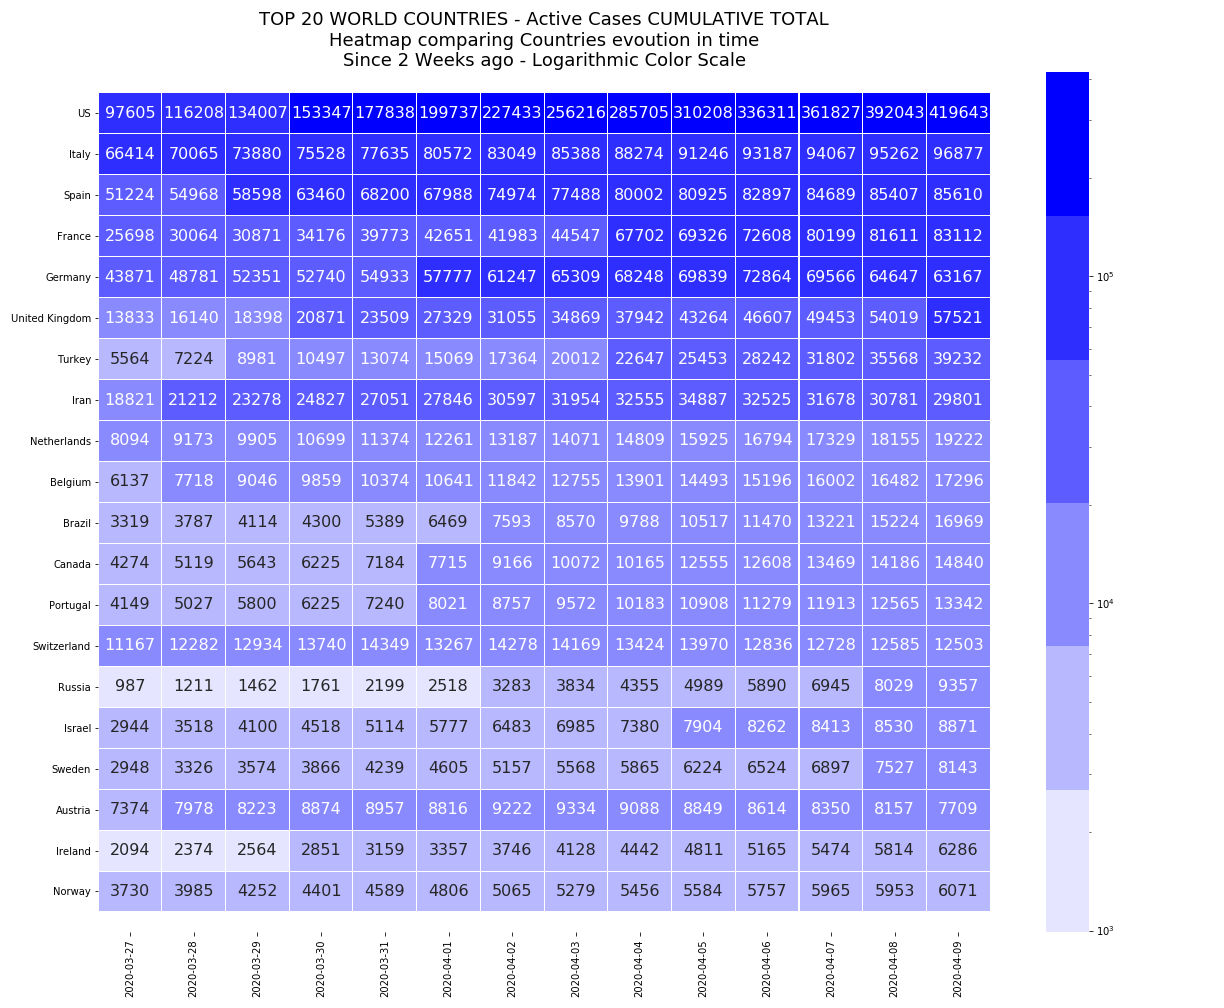 TOP 20 WORLD COUNTRIES - Active Cases CUMULATIVE TOTAL
Heatmap comparing Countries evoution in time
Since 2 Weeks ago - Logarithmic Color Scale
US 97605 116208 134007 153347 177838 199737 227433 256216 285705 310208 336311 361827 392043 419643
Italy 66414 70065 73880 75528 77635 80572 83049 85388 88274 91246 93187 94067 95262 96877
Spain 51224 54968 58598 63460 68200 67988 74974 77488 80002 80925 82897 84689 85407 85610
France 25698 30064 30871 34176 39773 42651 41983 44547 67702 69326 72608 80199 81611 83112
Germany 43871 48781 52351 52740 54933 57777 61247 65309 68248 69839 72864 69566 64647 63167
United Kingdom 13833 16140 18398 20871 23509 27329 31055 34869 37942 43264 46607 49453 54019 57521
Turkey 5564 7224 8981 10497 13074 15069 17364 20012 22647 25453 28242 31802 35568 39232
Iran 18821 21212 23278 24827 27051 27846 30597 31954 32555 34887 32525 31678 30781 29801
Netherlands 8094 9173 9905 10699 11374 12261 13187 14071 14809 15925 16794 17329 18155 19222
Belgium 6137 7718 9046 9859 10374 10641 11842 12755 13901 14493 15196 16002 16482 17296
Brazil 3319 3787 4114 4300 5389 6469 7593 8570 9788 10517 11470 13221 15224 16969
Canada 4274 5119 5643 6225 7184 7715 9166 10072 10165 12555 12608 13469 14186 14840
Portugal 4149 5027 5800 6225 7240 8021 8757 9572 10183 10908 11279 11913 12565 13342
Switzerland 11167 12282 12934 13740 14349 13267 14278 14169 13424 13970 12836 12728 12585 12503
Russia 987 1211 1462 1761 2199 2518 3283 3834 4355 4989 5890 6945 8029 9357
Israel 2944 3518 4100 4518 5114 5777 6483 6985 7380 7904 8262 8413 8530 8871
Sweden 2948 3326 3574 3866 4239 4605 5157 5568 5865 6224 6524 6897 7527 8143
Austria 7374 7978 8223 8874 8957 8816 9222 9334 9088 8849 8614 8350 8157 7709
Ireland 2094 2374 2564 2851 3159 3357 3746 4128 4442 4811 5165 5474 5814 6286
Norway 3730 3985 4252 4401 4589 4806 5065 5279 5456 5584 5757 5965 5953 6071
2020-03-27 2020-03-28 2020-03-29 2020-03-30 2020-03-31 2020-04-01 2020-04-02 2020-04-03 2020-04-04 2020-04-05 2020-04-06 2020-04-07 2020-04-08 2020-04-09
10⁵
10⁴
10³